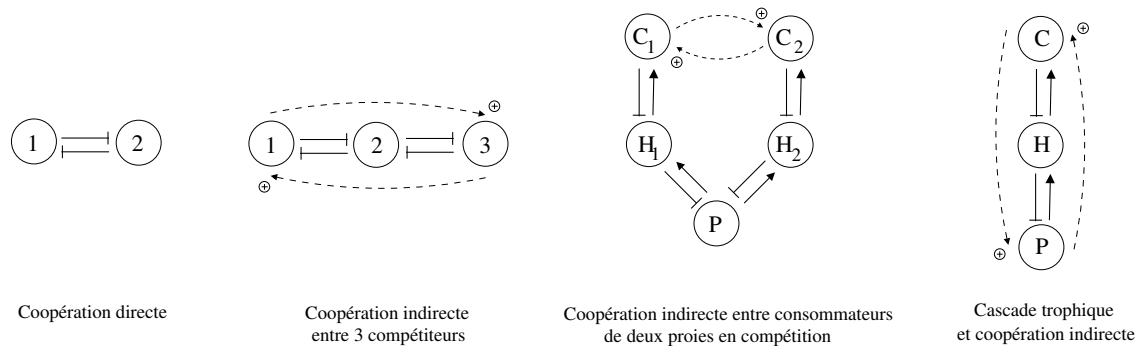 1
2
1
2
3
C1
C2
H1
H2
P
C
H
P
Coopération directe
Coopération indirecte
entre 3 compétiteurs
Coopération indirecte entre consommateurs
de deux proies en compétition
Cascade trophique
et coopération indirecte